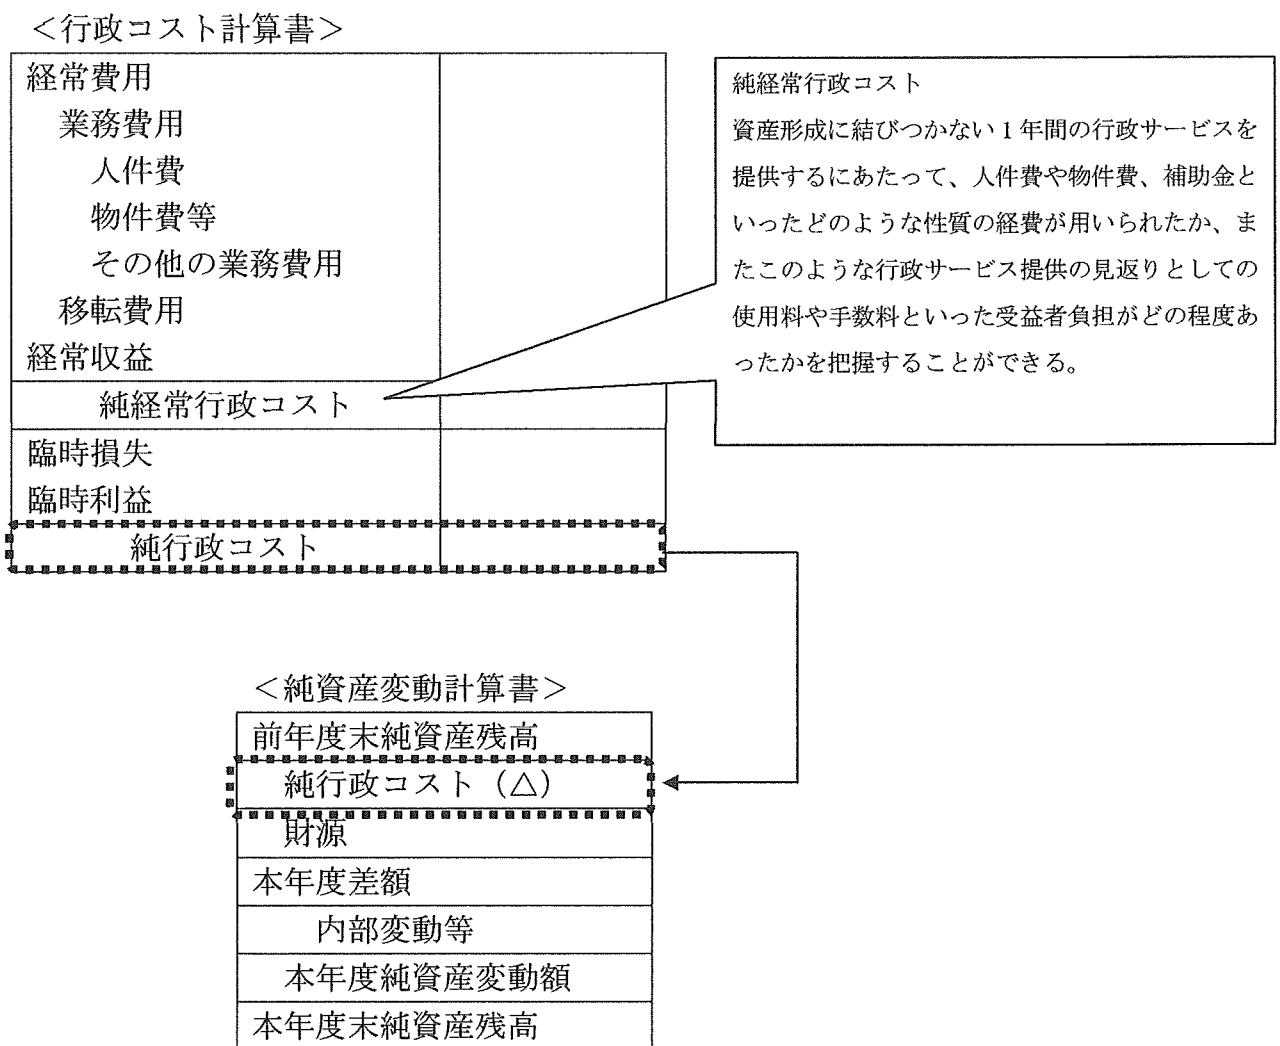 ＜行政コスト計算書＞
経常費用
業務費用
人件費
物件費等
その他の業務費用
移転費用
経常収益
純経常行政コスト
臨時損失
臨時利益
純行政コスト
純経常行政コスト
資産形成に結びつかない１年間の行政サービスを
提供するにあたって、人件費や物件費、補助金と
いったどのような性質の経費が用いられたか、ま
たこのような行政サービス提供の見返りとしての
使用料や手数料といった受益者負担がどの程度あ
ったかを把握することができる。
＜純資産変動計算書＞
前年度末純資産残高
純行政コスト（△）
財源
本年度差額
内部変動等
本年度純資産変動額
本年度末純資産残高